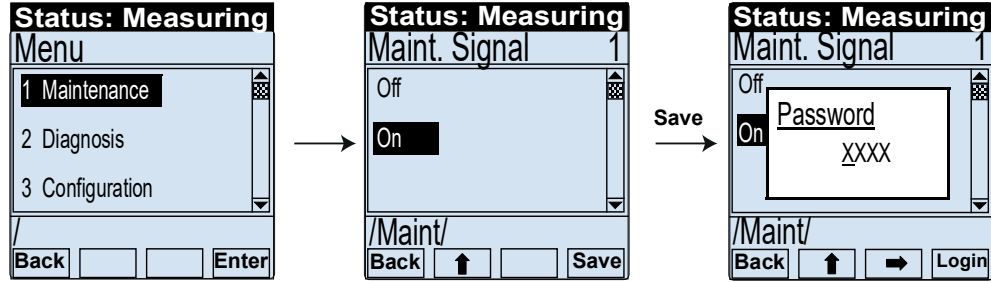 Status: Measuring
Menu
1 Maintenance
2 Diagnosis
3 Configuration
/
Back Enter
Status: Measuring
Maint. Signal 1
Off
On
/Maint/
Back Save
Save
Status: Measuring
Maint. Signal 1
Off
On
Password
XXXX
/Maint/
Back Login